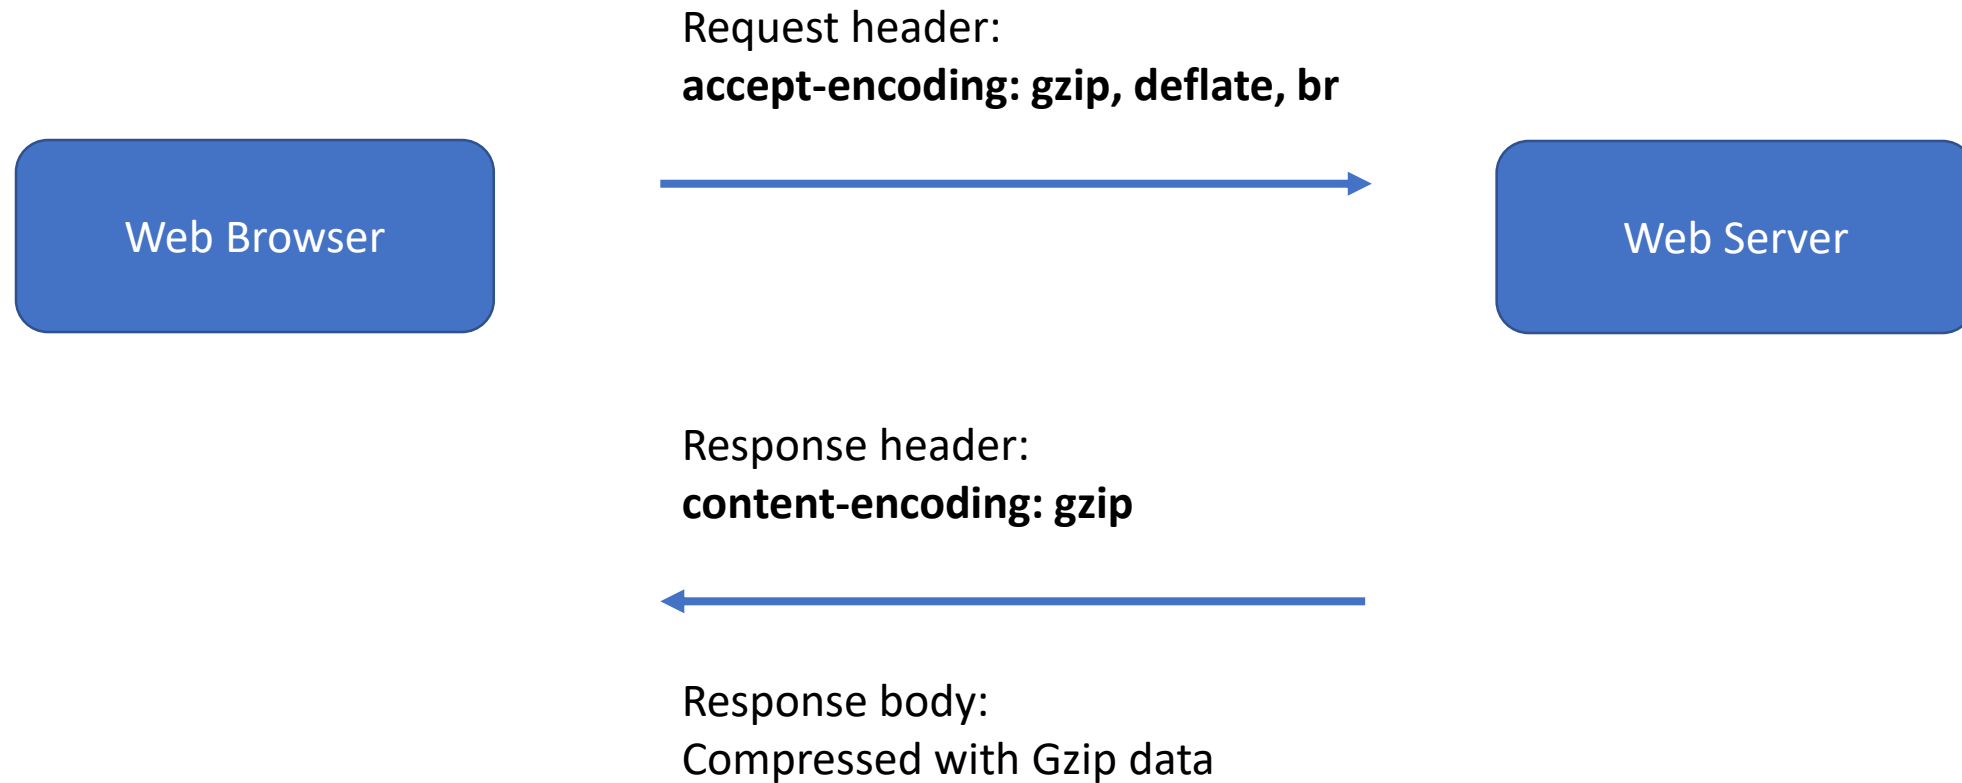 Request header:
accept-encoding: gzip, deflate, br
Web Browser
Web Server
Response header:
content-encoding: gzip
Response body:
Compressed with Gzip data